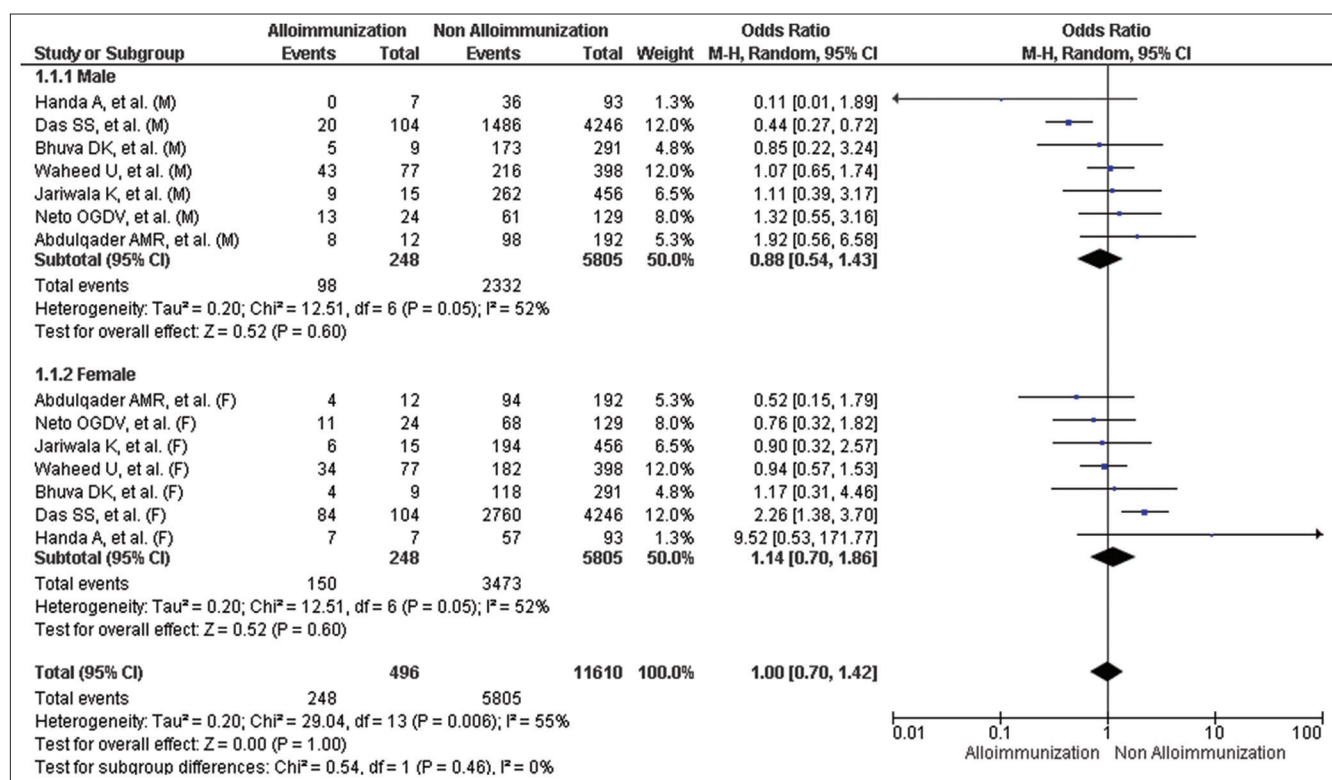 Alloimmunization Non Alloimmunization Odds Ratio Odds Ratio
Study or Subgroup Events Total Events Total Weight M-H, Random, 95% CI M-H, Random, 95% CI
1.1.1 Male
Handa A, et al. (M) 0 7 36 93 1.3% 0.11 [0.01, 1.89]
Das SS, et al. (M) 20 104 1486 4246 12.0% 0.44 [0.27, 0.72]
Bhuva DK, et al. (M) 5 9 173 291 4.8% 0.85 [0.22, 3.24]
Waheed U, et al. (M) 43 77 216 398 12.0% 1.07 [0.65, 1.74]
Jariwala K, et al. (M) 9 15 262 456 6.5% 1.11 [0.39, 3.17]
Neto OGDV, et al. (M) 13 24 61 129 8.0% 1.32 [0.55, 3.16]
Abdulqader AMR, et al. (M) 8 12 98 192 5.3% 1.92 [0.56, 6.58]
Subtotal (95% CI) 248 5805 50.0% 0.88 [0.54, 1.43]
Total events 98 2332
Heterogeneity: Tau² = 0.20; Chi² = 12.51, df = 6 (P = 0.05); I² = 52%
Test for overall effect: Z = 0.52 (P = 0.60)
1.1.2 Female
Abdulqader AMR, et al. (F) 4 12 94 192 5.3% 0.52 [0.15, 1.79]
Neto OGDV, et al. (F) 11 24 68 129 8.0% 0.76 [0.32, 1.82]
Jariwala K, et al. (F) 6 15 194 456 6.5% 0.90 [0.32, 2.57]
Waheed U, et al. (F) 34 77 182 398 12.0% 0.94 [0.57, 1.53]
Bhuva DK, et al. (F) 4 9 118 291 4.8% 1.17 [0.31, 4.46]
Das SS, et al. (F) 84 104 2760 4246 12.0% 2.26 [1.38, 3.70]
Handa A, et al. (F) 7 7 57 93 1.3% 9.52 [0.53, 171.77]
Subtotal (95% CI) 248 5805 50.0% 1.14 [0.70, 1.86]
Total events 150 3473
Heterogeneity: Tau² = 0.20; Chi² = 12.51, df = 6 (P = 0.05); I² = 52%
Test for overall effect: Z = 0.52 (P = 0.60)
Total (95% CI) 496 11610 100.0% 1.00 [0.70, 1.42]
Total events 248 5805
Heterogeneity: Tau² = 0.20; Chi² = 29.04, df = 13 (P = 0.006); I² = 55%
Test for overall effect: Z = 0.00 (P = 1.00)
Test for subgroup differences: Chi² = 0.54, df = 1 (P = 0.46), I² = 0%
0.01 0.1 1 10 100
Alloimmunization Non Alloimmunization